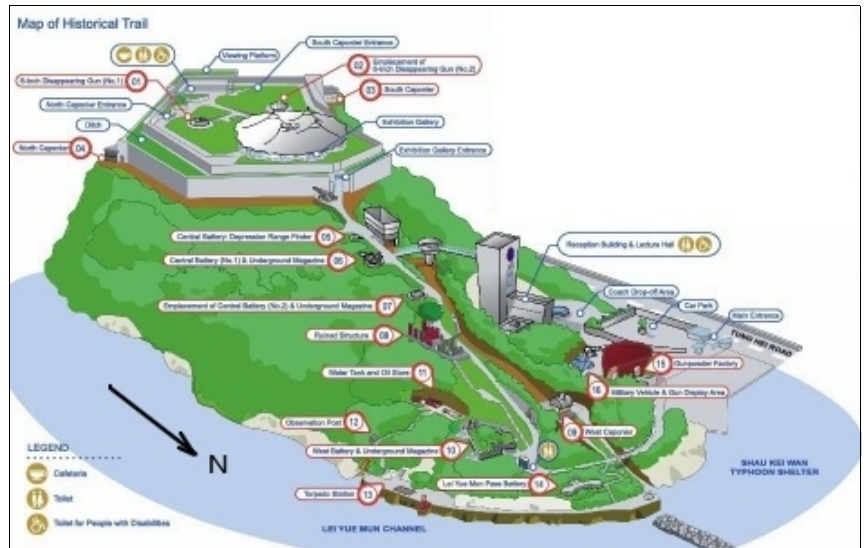 Map of Historical Trail
South Caponier Entrance
Viewing Platform
02 Emplacement of
6-inch Disappearing Gun (No.2)
6-inch Disappearing Gun (No.1) 01
03 South Caponier
North Caponier Entrance
Ditch
Exhibition Gallery
North Caponier 04
Exhibition Gallery Entrance
Central Battery: Depression Range Finder 05
Reception Building & Lecture Hall
Central Battery (No.1) & Underground Magazine 06
Coach Drop-off Area
Emplacement of Central Battery (No.2) & Underground Magazine 07
Car Park
Main Entrance
TUNG HEI ROAD
Ruined Structure 08
15 Gunpowder Factory
Water Tank and Oil Store 11
16 Military Vehicle & Gun Display Area
Observation Post 12
09 West Caponier
West Battery & Underground Magazine 10
LEGEND
N
SHAU KEI WAN
TYPHOON SHELTER
Cafeteria
Lei Yue Mun Pass Battery 14
Toilet
Torpedo Station 13
Toilet for People with Disabilities
LEI YUE MUN CHANNEL